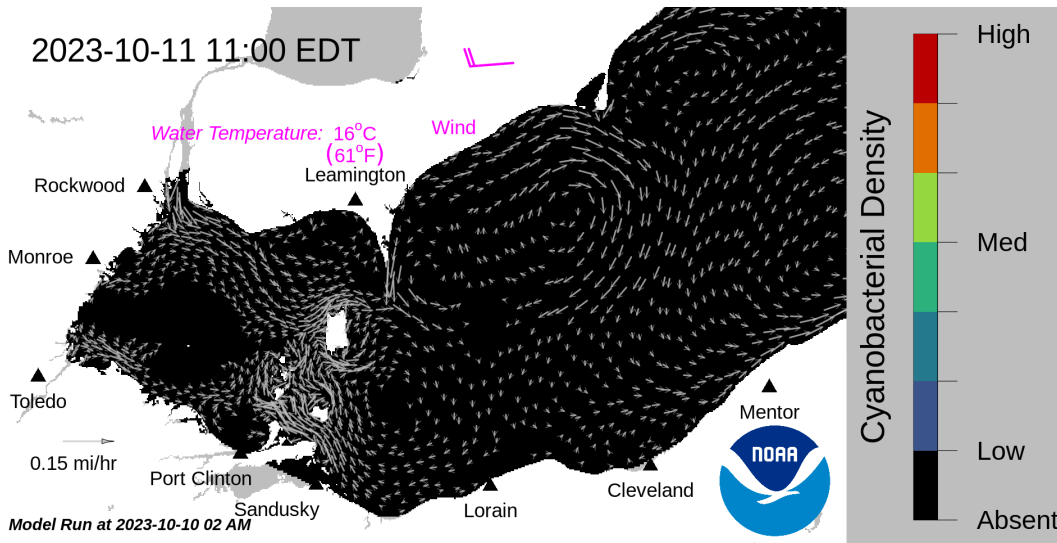 2023-10-11 11:00 EDT
High
Water Temperature: 16°C
(61°F)
Wind
Leamington
Rockwood
Monroe
Med
Cyanobacterial Density
Toledo
Mentor
NOAA
0.15 mi/hr
Port Clinton
Sandusky
Lorain
Cleveland
Low
Model Run at 2023-10-10 02 AM
Absent